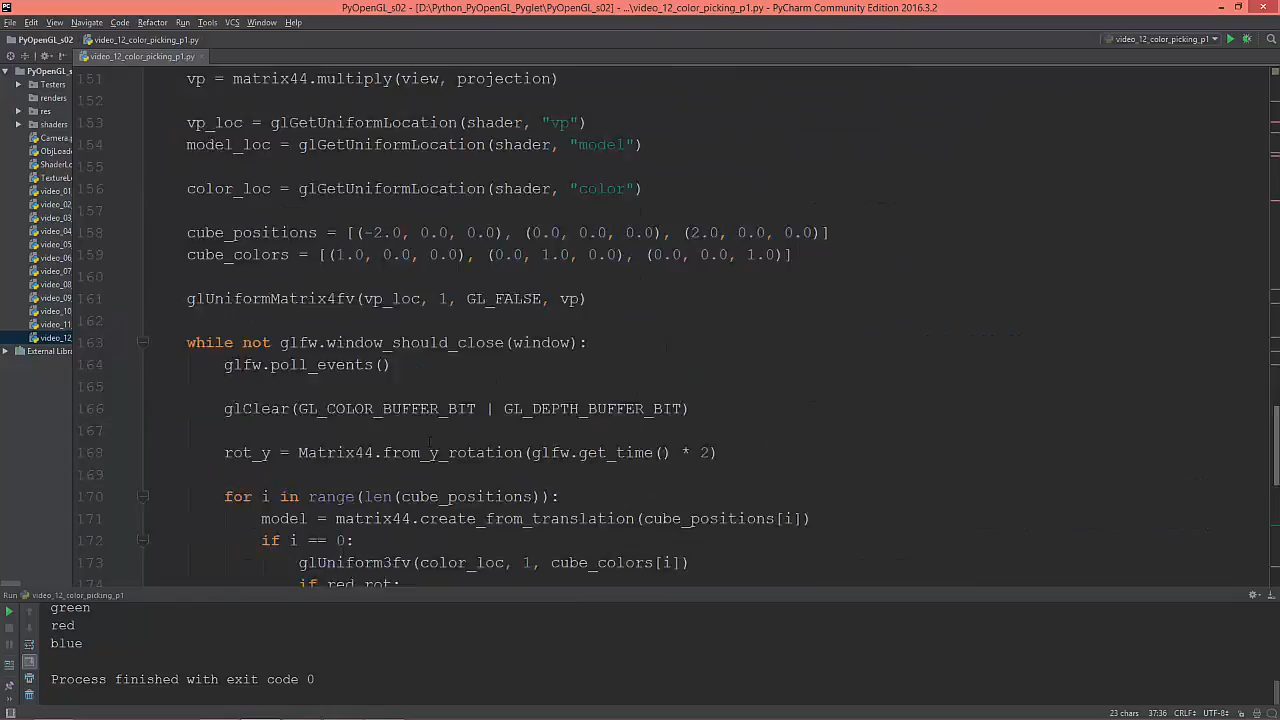 PyOpenGL_s02 - [D:\Python_PyOpenGL_Pyglet\PyOpenGL_s02] - ...\video_12_color_picking_p1.py - PyCharm Community Edition 2016.3.2
File Edit View Navigate Code Refactor Run Tools VCS Window Help
PyOpenGL_s02 video_12_color_picking_p1.py
video_12_color_picking_p1
video_12_color_picking_p1.py
PyOpenGL_s
Testers
renders
res
shaders
Camera.p
ObjLoade
ShaderLo
TextureLo
video_01
video_02
video_03
video_04
video_05
video_06
video_07
video_08
video_09
video_10
video_11
video_12
External Libra
151 vp = matrix44.multiply(view, projection)
152
153 vp_loc = glGetUniformLocation(shader, "vp")
154 model_loc = glGetUniformLocation(shader, "model")
155
156 color_loc = glGetUniformLocation(shader, "color")
157
158 cube_positions = [(-2.0, 0.0, 0.0), (0.0, 0.0, 0.0), (2.0, 0.0, 0.0)]
159 cube_colors = [(1.0, 0.0, 0.0), (0.0, 1.0, 0.0), (0.0, 0.0, 1.0)]
160
161 glUniformMatrix4fv(vp_loc, 1, GL_FALSE, vp)
162
163 while not glfw.window_should_close(window):
164 glfw.poll_events()
165
166 glClear(GL_COLOR_BUFFER_BIT | GL_DEPTH_BUFFER_BIT)
167
168 rot_y = Matrix44.from_y_rotation(glfw.get_time() * 2)
169
170 for i in range(len(cube_positions)):
171 model = matrix44.create_from_translation(cube_positions[i])
172 if i == 0:
173 glUniform3fv(color_loc, 1, cube_colors[i])
174 if red_rot:
Run video_12_color_picking_p1
green
red
blue
Process finished with exit code 0
23 chars 37:36 CRLF÷ UTF-8÷